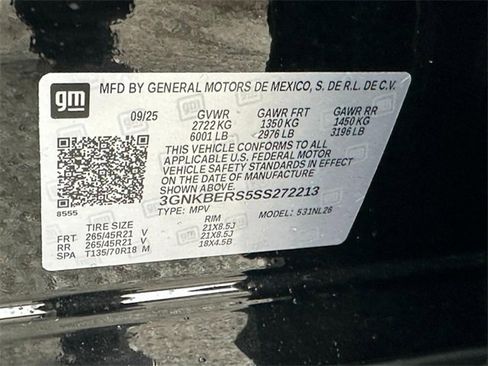 gm
MFD BY GENERAL MOTORS DE MEXICO, S. DE R.L. DE C.V.
09/25 GVWR GAWR FRT GAWR RR
2722 KG 1350 KG 1450 KG
6001 LB 2976 LB 3196 LB
THIS VEHICLE CONFORMS TO ALL
APPLICABLE U.S. FEDERAL MOTOR
VEHICLE SAFETY STANDARDS IN EFFECT
ON THE DATE OF MANUFACTURE
SHOWN ABOVE.
3GNKBERS5SS272213
TYPE: MPV MODEL: 531NL26
8555
TIRE SIZE RIM
FRT 265/45R21 V 21X8.5J
RR 265/45R21 V 21X8.5J
SPA T135/70R18 M 18X4.5B